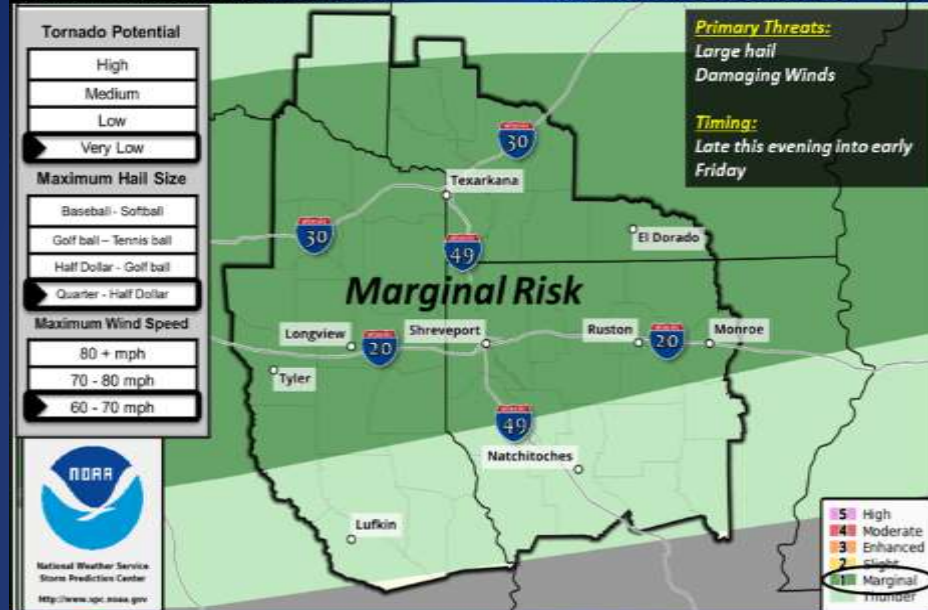 Tornado Potential
High
Medium
Low
Very Low
Maximum Hail Size
Baseball - Softball
Golf ball – Tennis ball
Half Dollar - Golf ball
Quarter - Half Dollar
Maximum Wind Speed
80 + mph
70 - 80 mph
60 - 70 mph
NOAA
National Weather Service
Storm Prediction Center
http://www.spc.noaa.gov
Primary Threats:
Large hail
Damaging Winds
Timing:
Late this evening into early
Friday
30
Texarkana
30
49
El Dorado
Marginal Risk
Longview
20
Shreveport
Ruston
20
Monroe
Tyler
49
Natchitoches
Lufkin
5 High
4 Moderate
3 Enhanced
2 Slight
1 Marginal
Thunder